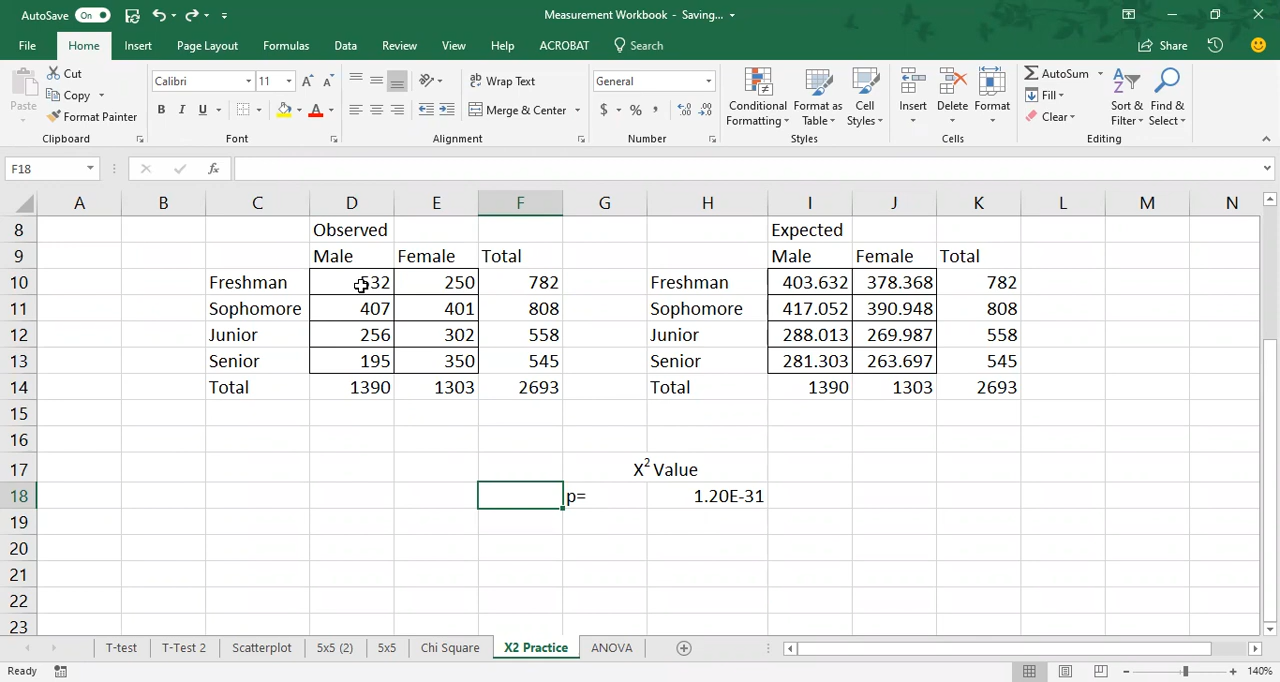 AutoSave On Measurement Workbook - Saving...
File Home Insert Page Layout Formulas Data Review View Help ACROBAT Search Share
Paste Cut Calibri 11 Wrap Text General Conditional Formatting Format as Table Cell Styles Insert Delete Format AutoSum Sort & Filter Find & Select
Copy B I U Merge & Center $ % , Fill
Format Painter Clear
Clipboard Font Alignment Number Styles Cells Editing
F18 fx
A B C D E F G H I J K L M N
8 Observed Expected
9 Male Female Total Male Female Total
10 Freshman 532 250 782 Freshman 403.632 378.368 782
11 Sophomore 407 401 808 Sophomore 417.052 390.948 808
12 Junior 256 302 558 Junior 288.013 269.987 558
13 Senior 195 350 545 Senior 281.303 263.697 545
14 Total 1390 1303 2693 Total 1390 1303 2693
15
16
17 X² Value
18 p= 1.20E-31
19
20
21
22
23
T-test T-Test 2 Scatterplot 5x5 (2) 5x5 Chi Square X2 Practice ANOVA
Ready 140%